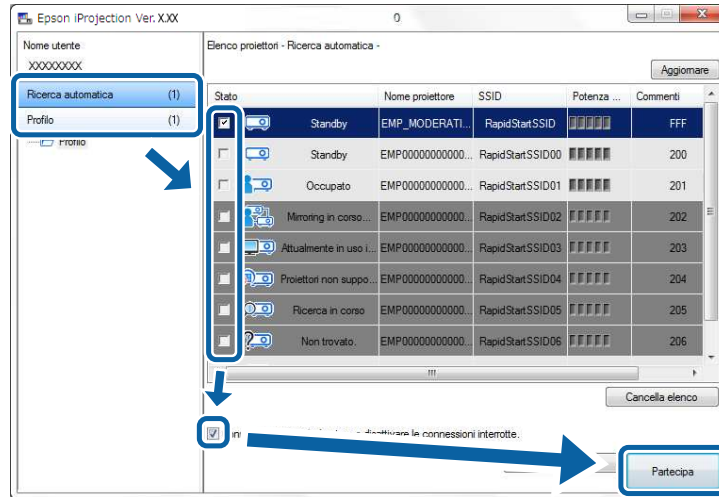 Epson iProjection Ver. X.XX
0
Nome utente
XXXXXXXX
Ricerca automatica (1)
Profilo (1)
Profilo
Elenco proiettori - Ricerca automatica -
Aggiornare
Stato Nome proiettore SSID Potenza ... Commenti
Standby EMP_MODERATI... RapidStartSSID FFF
Standby EMP00000000000... RapidStartSSID00 200
Occupato EMP00000000000... RapidStartSSID01 201
Mirroring in corso... EMP00000000000... RapidStartSSID02 202
Attualmente in uso i... EMP00000000000... RapidStartSSID03 203
Proiettori non suppo... EMP00000000000... RapidStartSSID04 204
Ricerca in corso EMP00000000000... RapidStartSSID05 205
Non trovato. EMP00000000000... RapidStartSSID06 206
Cancella elenco
disattivare le connessioni interrotte.
Partecipa